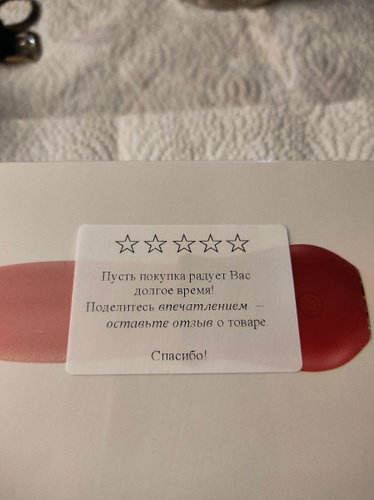 ☆☆☆☆☆
Пусть покупка радует Вас
долгое время!
Поделитесь впечатлением –
оставьте отзыв о товаре.
Спасибо!